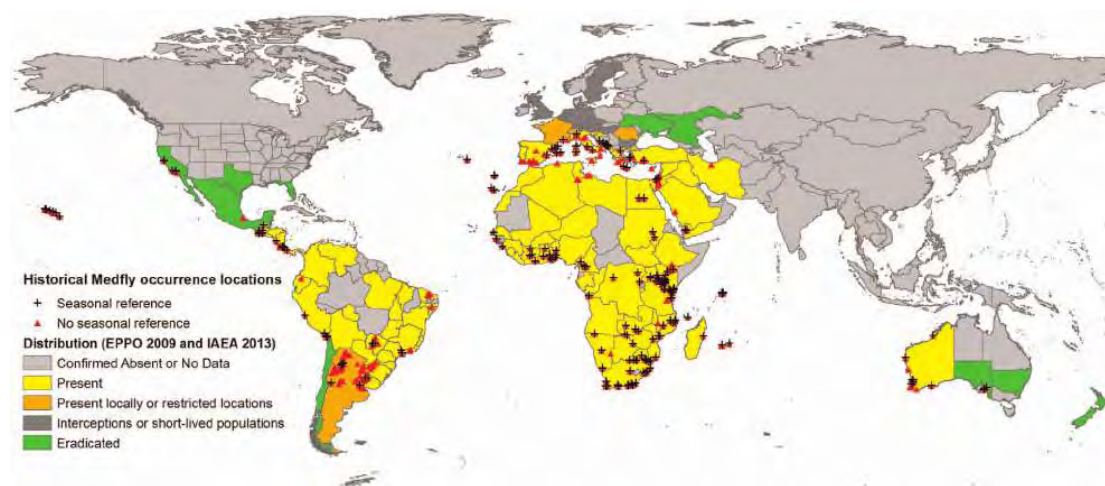 Historical Medfly occurrence locations
Seasonal reference
No seasonal reference
Distribution (EPPO 2009 and IAEA 2013)
Confirmed Absent or No Data
Present
Present locally or restricted locations
Interceptions or short-lived populations
Eradicated